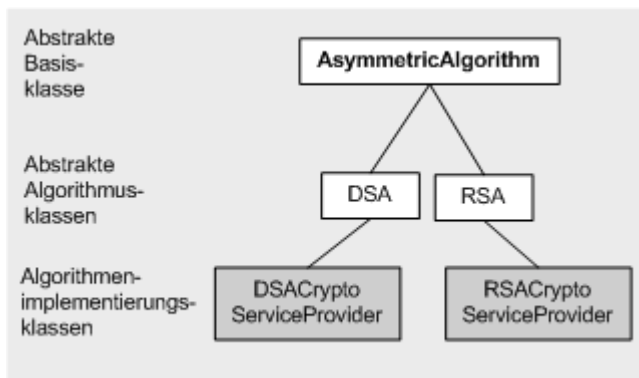 Abstrakte
Basis-
klasse
AsymmetricAlgorithm
Abstrakte
Algorithmus-
klassen
DSA
RSA
Algorithmen-
implementierungs-
klassen
DSACrypto
ServiceProvider
RSACrypto
ServiceProvider